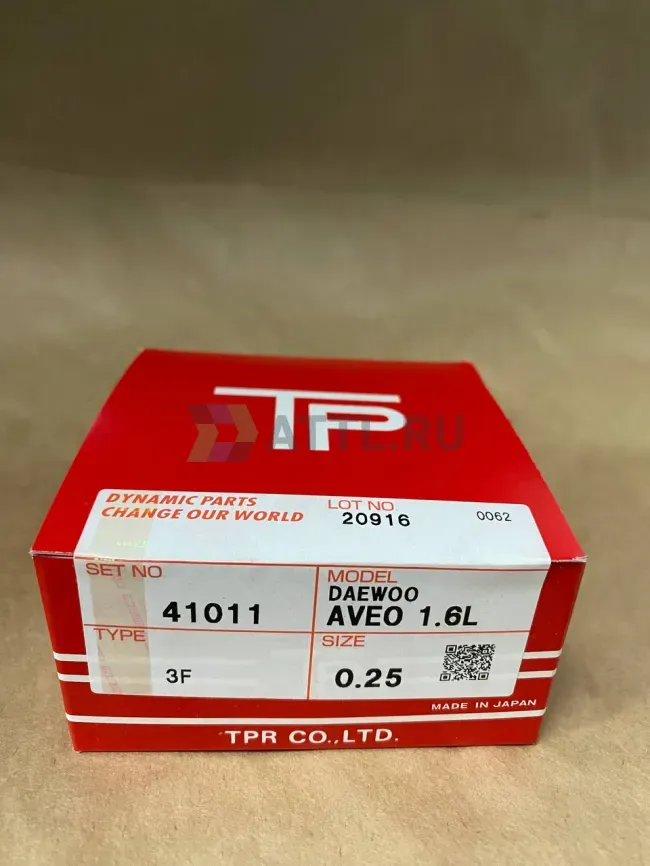 TP
ATTL.RU
DYNAMIC PARTS
CHANGE OUR WORLD
LOT NO.
20916
0062
SET NO
41011
MODEL
DAEWOO
AVEO 1.6L
TYPE
3F
SIZE
0.25
MADE IN JAPAN
TPR CO.,LTD.